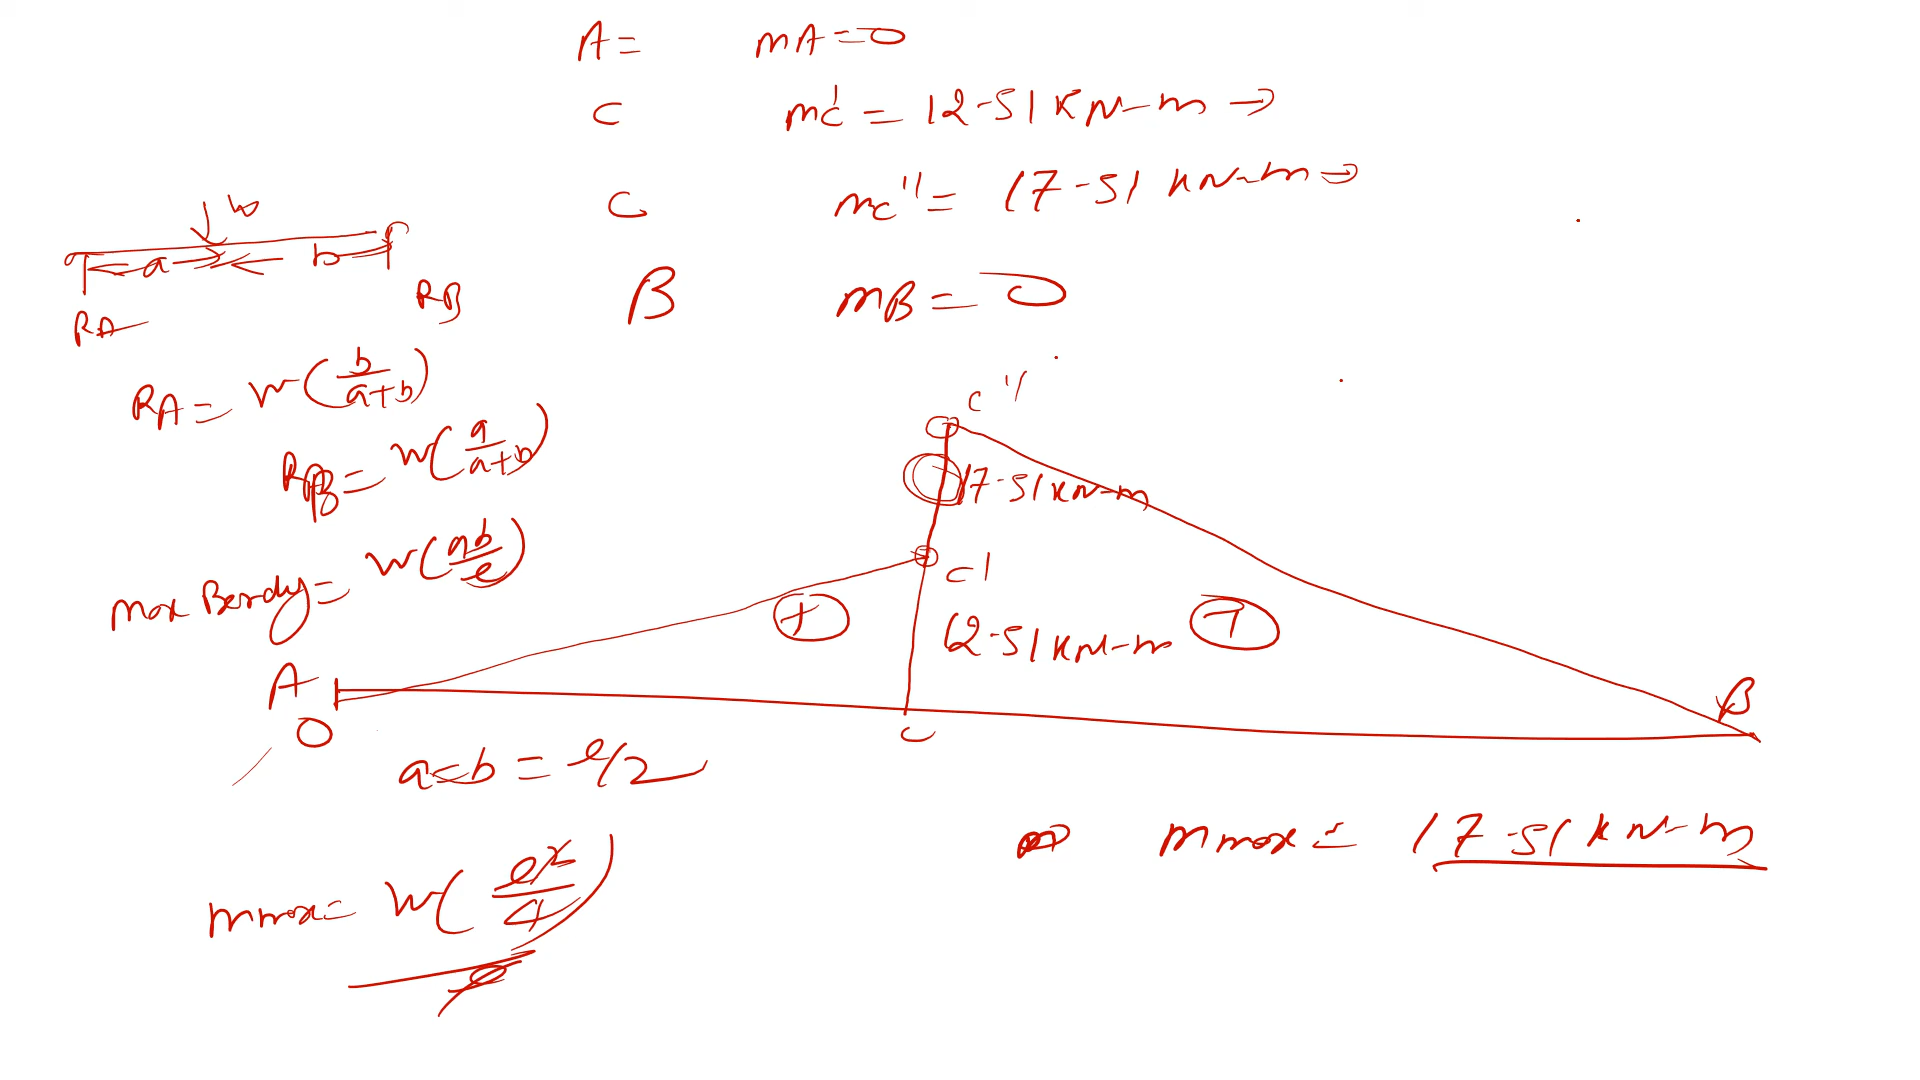 A=    mA=0
C    mc' = 12.51 KN-m →
C    mc'' = 17.51 KN-m →
B    mB = 0
W
a    b
RA    RB
RA = W(b/a+b)
RB = W(a/a+b)
Max Bendg = W(ab/l)
C''
17.51 KN-m
C'
+    +
12.51 KN-m
A    B
0    C
a=b = l/2
Mmax = 17.51 KN-m
Mmax = W(l²/4)/l